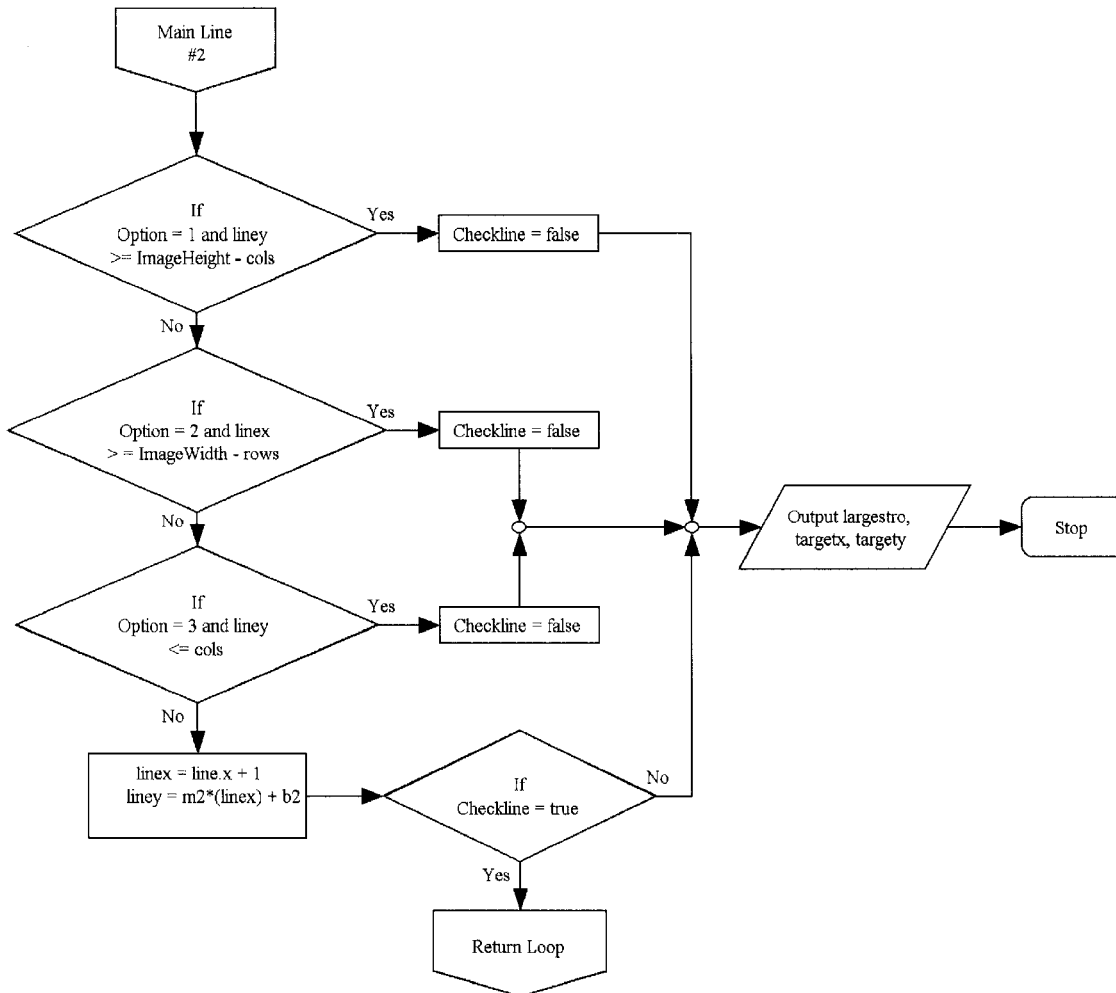 Main Line
#2
If
Option = 1 and liney
>= ImageHeight - cols
Yes
Checkline = false
No
If
Option = 2 and linex
> = ImageWidth - rows
Yes
Checkline = false
No
Output largestro,
targetx, targety
Stop
If
Option = 3 and liney
<= cols
Yes
Checkline = false
No
linex = line.x + 1
liney = m2*(linex) + b2
If
Checkline = true
No
Yes
Return Loop